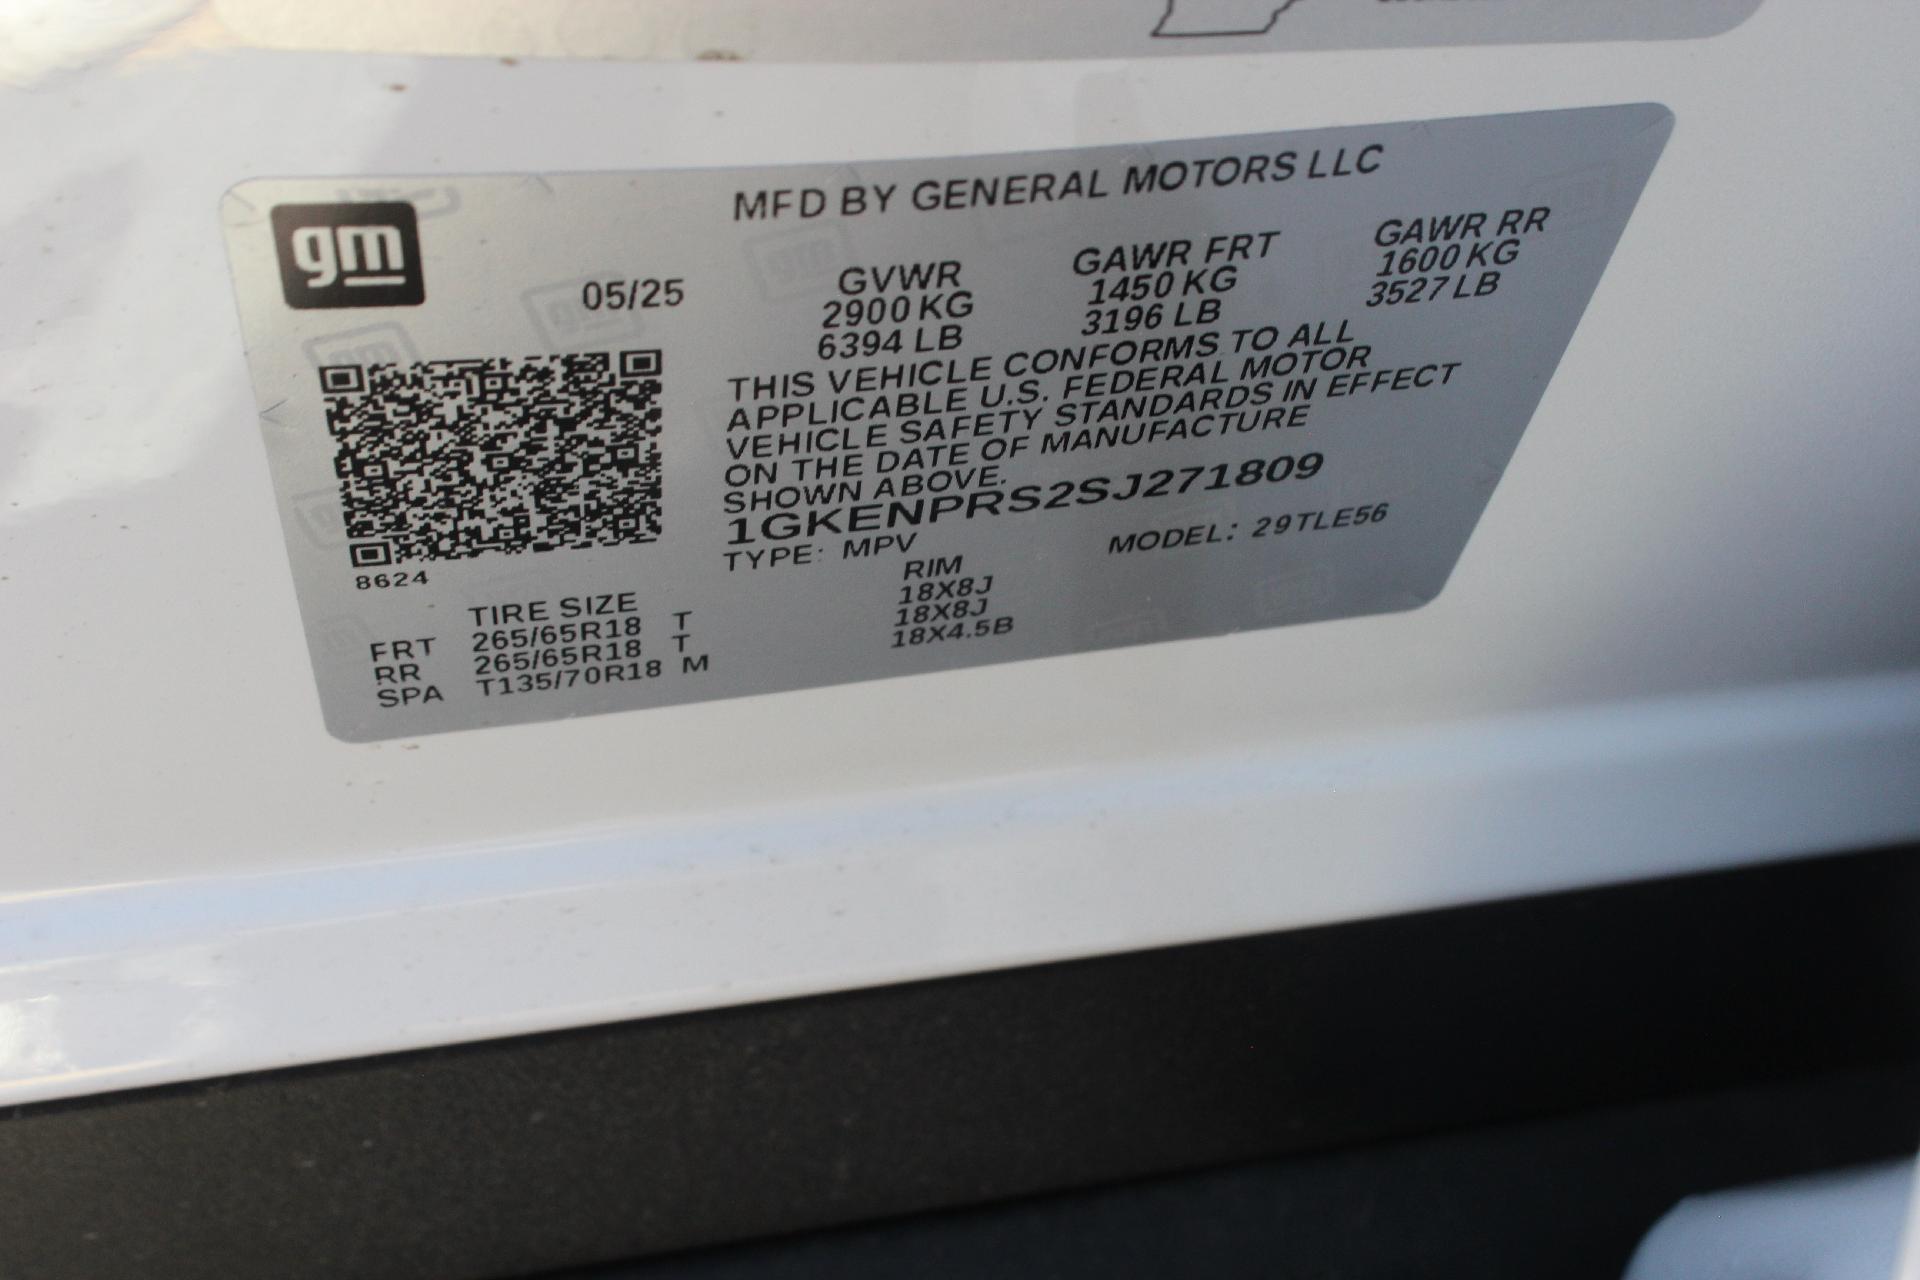 gm
MFD BY GENERAL MOTORS LLC
05/25
GVWR
2900 KG
6394 LB
GAWR FRT
1450 KG
3196 LB
GAWR RR
1600 KG
3527 LB
THIS VEHICLE CONFORMS TO ALL
APPLICABLE U.S. FEDERAL MOTOR
VEHICLE SAFETY STANDARDS IN EFFECT
ON THE DATE OF MANUFACTURE
SHOWN ABOVE.
1GKENPRS2SJ271809
TYPE: MPV MODEL: 29TLE56
8624
TIRE SIZE RIM
FRT 265/65R18 T 18X8J
RR 265/65R18 T 18X8J
SPA T135/70R18 M 18X4.5B